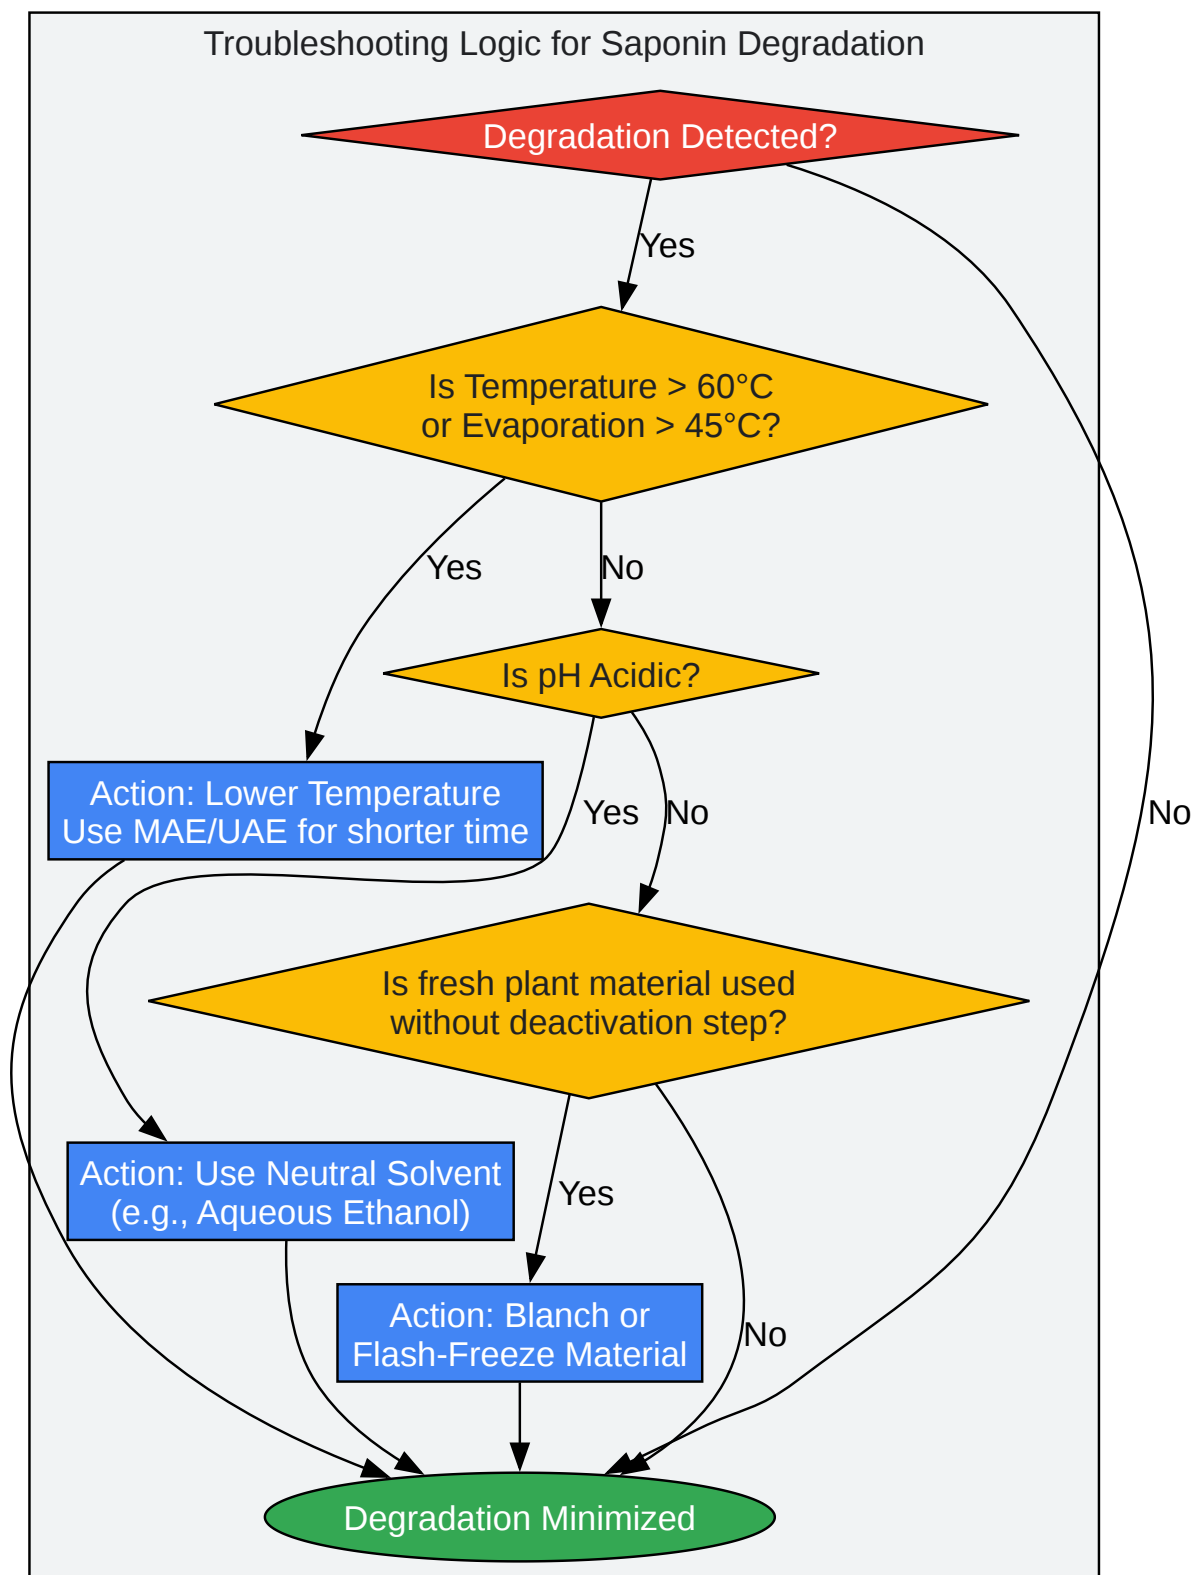 Troubleshooting Logic for Saponin Degradation
Degradation Detected?
Yes
Is Temperature > 60°C
or Evaporation > 45°C?
Yes
No
Is pH Acidic?
Action: Lower Temperature
Use MAE/UAE for shorter time
Yes
No
No
Is fresh plant material used
without deactivation step?
Action: Use Neutral Solvent
(e.g., Aqueous Ethanol)
Yes
Action: Blanch or
Flash-Freeze Material
No
Degradation Minimized